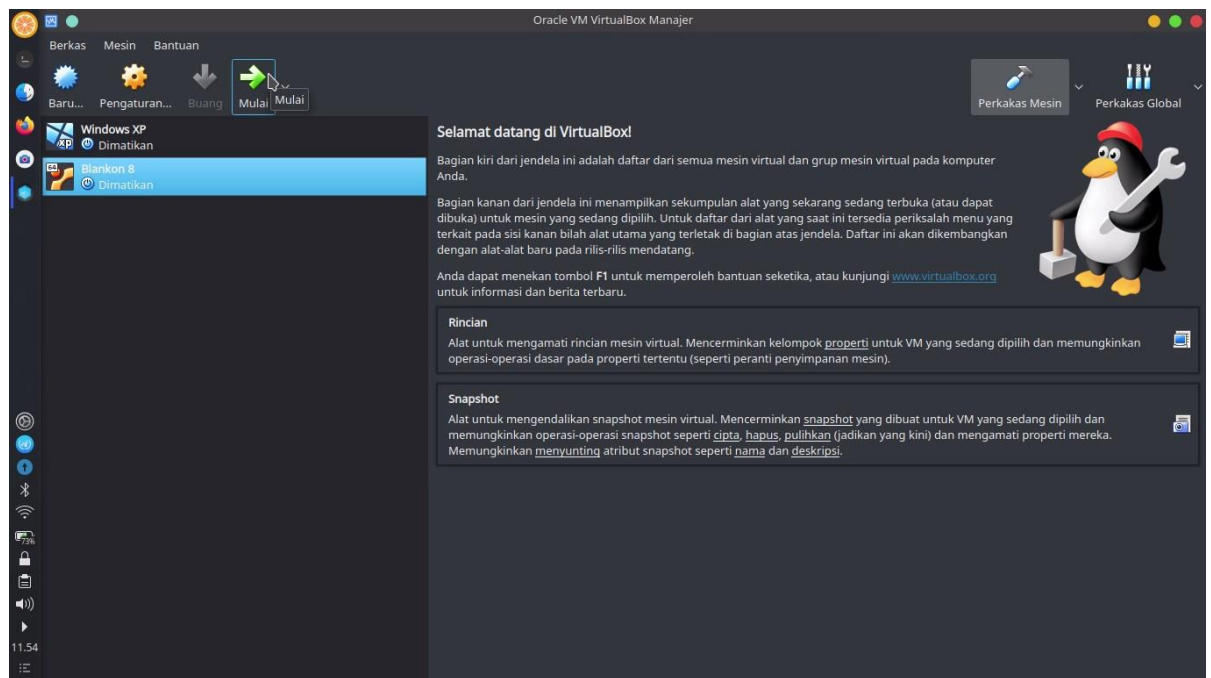 Oracle VM VirtualBox Manajer
Berkas Mesin Bantuan
Baru... Pengaturan... Buang Mulai Mulai Perkakas Mesin Perkakas Global
XP Windows XP
Dimatikan
64 Blankon 8
Dimatikan
Selamat datang di VirtualBox!
Bagian kiri dari jendela ini adalah daftar dari semua mesin virtual dan grup mesin virtual pada komputer
Anda.
Bagian kanan dari jendela ini menampilkan sekumpulan alat yang sekarang sedang terbuka (atau dapat
dibuka) untuk mesin yang sedang dipilih. Untuk daftar dari alat yang saat ini tersedia periksalah menu yang
terkait pada sisi kanan bilah alat utama yang terletak di bagian atas jendela. Daftar ini akan dikembangkan
dengan alat-alat baru pada rilis-rilis mendatang.
Anda dapat menekan tombol F1 untuk memperoleh bantuan seketika, atau kunjungi www.virtualbox.org
untuk informasi dan berita terbaru.
Rincian
Alat untuk mengamati rincian mesin virtual. Mencerminkan kelompok properti untuk VM yang sedang dipilih dan memungkinkan
operasi-operasi dasar pada properti tertentu (seperti peranti penyimpanan mesin).
Snapshot
Alat untuk mengendalikan snapshot mesin virtual. Mencerminkan snapshot yang dibuat untuk VM yang sedang dipilih dan
memungkinkan operasi-operasi snapshot seperti cipta, hapus, pulihkan (jadikan yang kini) dan mengamati properti mereka.
Memungkinkan menyunting atribut snapshot seperti nama dan deskripsi.
73%
11.54